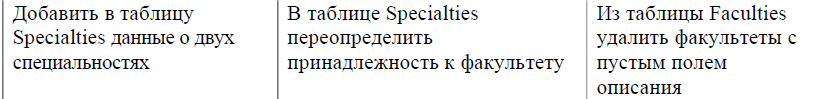 Добавить в таблицу
Specialties данные о двух
специальностях
В таблице Specialties
переопределить
принадлежность к факультету
Из таблицы Faculties
удалить факультеты с
пустым полем
описания